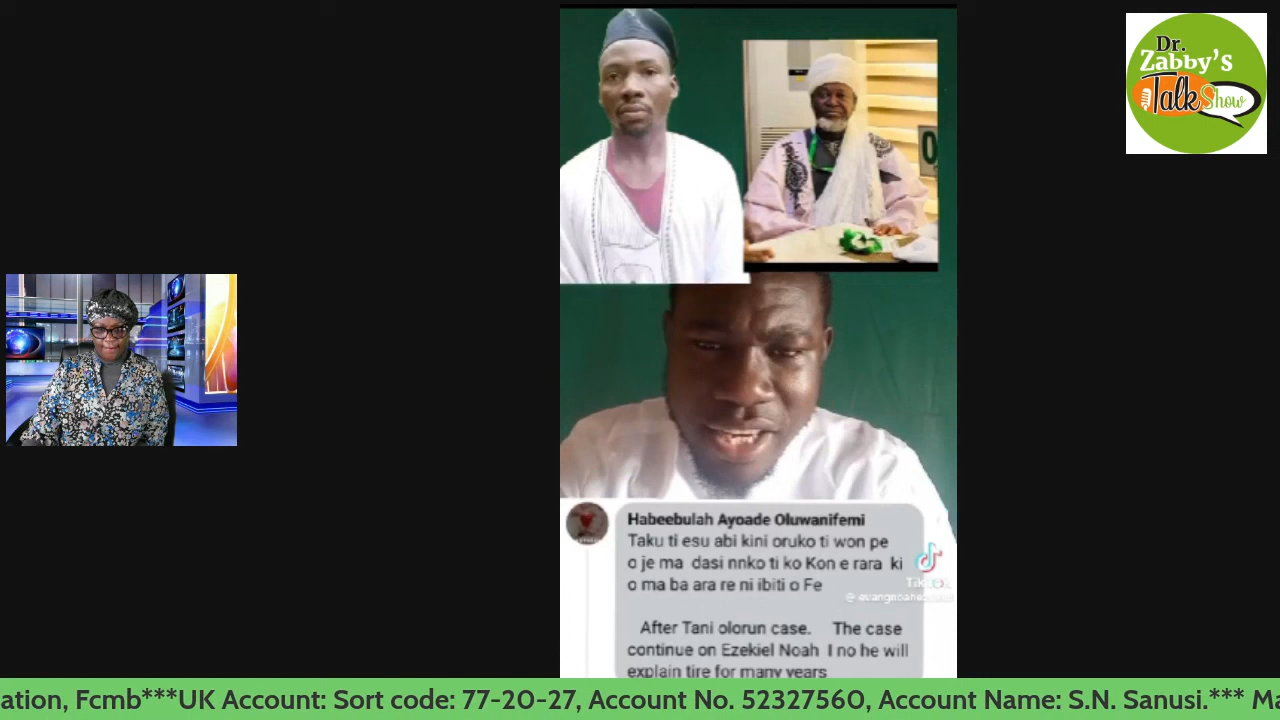 Dr.
Zabby's
Talk Show
Habeebulah Ayoade Oluwanifemi
Taku ti esu abi kini oruko ti won pe
o je ma dasi nnko ti ko Kon e rara ki
o ma ba ara re ni ibiti o Fe
After Tani olorun case. The case
continue on Ezekiel Noah I no he will
explain tire for many years
TikTok
ation, Fcmb***UK Account: Sort code: 77-20-27, Account No. 52327560, Account Name: S.N. Sanusi.*** Ma